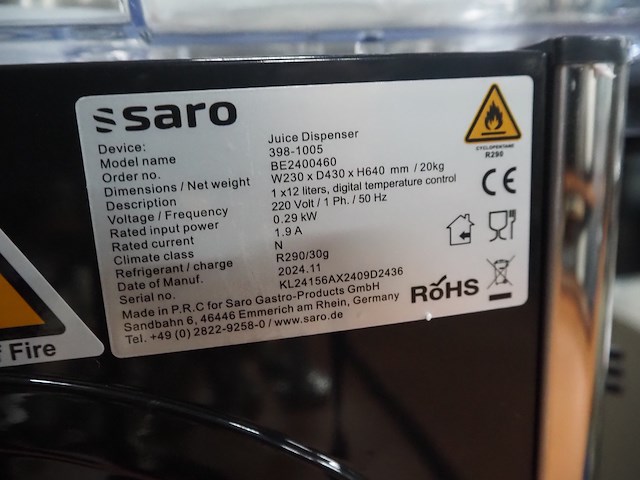 saro
Device: Juice Dispenser
Model name 398-1005
Order no. BE2400460
Dimensions / Net weight W230 x D430 x H640 mm / 20kg
Description 1 x12 liters, digital temperature control
Voltage / Frequency 220 Volt / 1 Ph. / 50 Hz
Rated input power 0.29 kW
Rated current 1.9 A
Climate class N
Refrigerant / charge R290/30g
Date of Manuf. 2024.11
Serial no. KL24156AX2409D2436
Made in P.R.C for Saro Gastro-Products GmbH
Sandbahn 6, 46446 Emmerich am Rhein, Germany
Tel. +49 (0) 2822-9258-0 / www.saro.de
CYCLOPENTANE
R290
CE
RoHS
f Fire